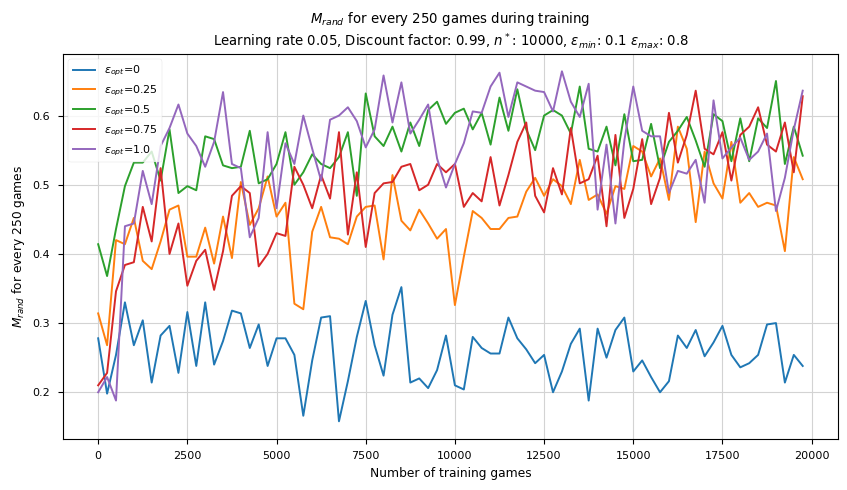 M_rand for every 250 games during training
Learning rate 0.05, Discount factor: 0.99, n*: 10000, ε_min: 0.1 ε_max: 0.8
ε_opt=0
ε_opt=0.25
ε_opt=0.5
ε_opt=0.75
ε_opt=1.0
M_rand for every 250 games
0.6
0.5
0.4
0.3
0.2
0 2500 5000 7500 10000 12500 15000 17500 20000
Number of training games